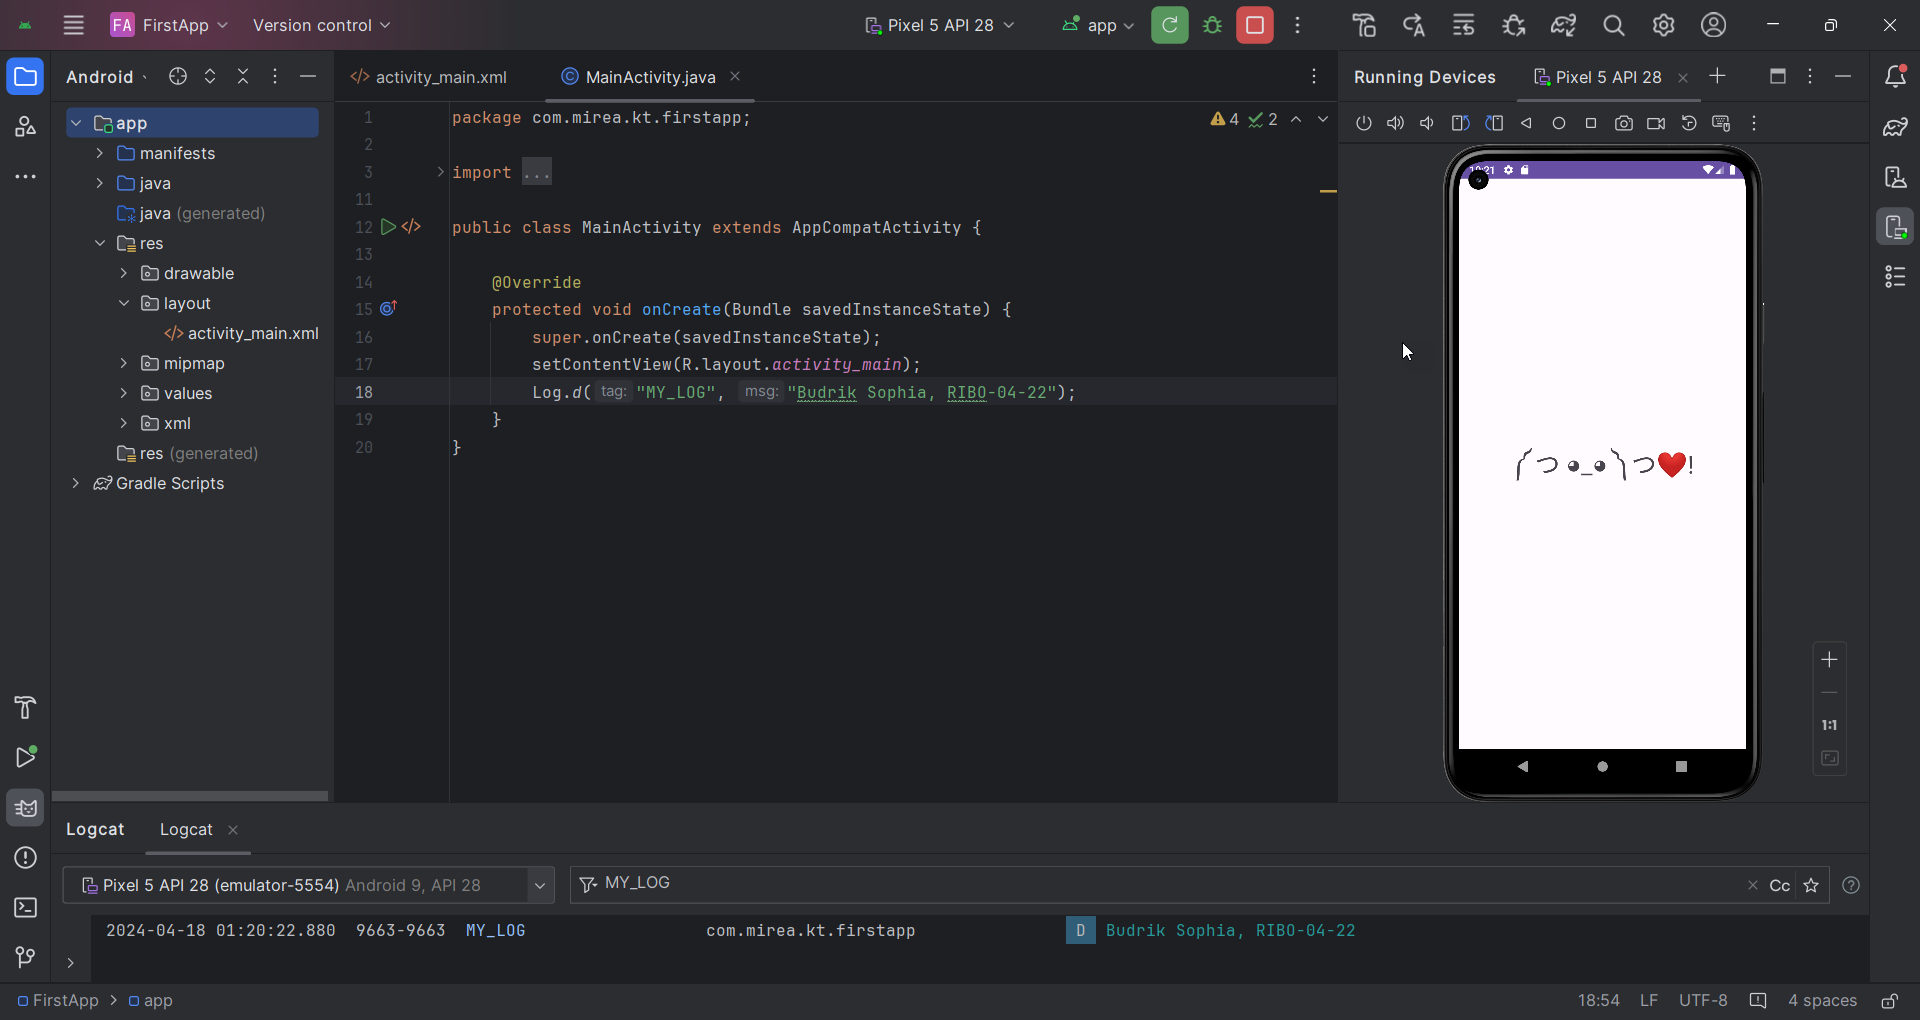 FA FirstApp Version control Pixel 5 API 28 app
Android activity_main.xml MainActivity.java Running Devices Pixel 5 API 28
app
manifests
java
java (generated)
res
drawable
layout
activity_main.xml
mipmap
values
xml
res (generated)
Gradle Scripts
1 package com.mirea.kt.firstapp; 4 2
2
3 import ...
11
12 public class MainActivity extends AppCompatActivity {
13
14 @Override
15 protected void onCreate(Bundle savedInstanceState) {
16 super.onCreate(savedInstanceState);
17 setContentView(R.layout.activity_main);
18 Log.d( tag: "MY_LOG", msg: "Budrik Sophia, RIBO-04-22");
19 }
20 }
༼つ ◕_◕༽つ❤️!
1:1
Logcat Logcat
Pixel 5 API 28 (emulator-5554) Android 9, API 28 MY_LOG Cc
2024-04-18 01:20:22.880 9663-9663 MY_LOG com.mirea.kt.firstapp D Budrik Sophia, RIBO-04-22
FirstApp > app 18:54 LF UTF-8 4 spaces